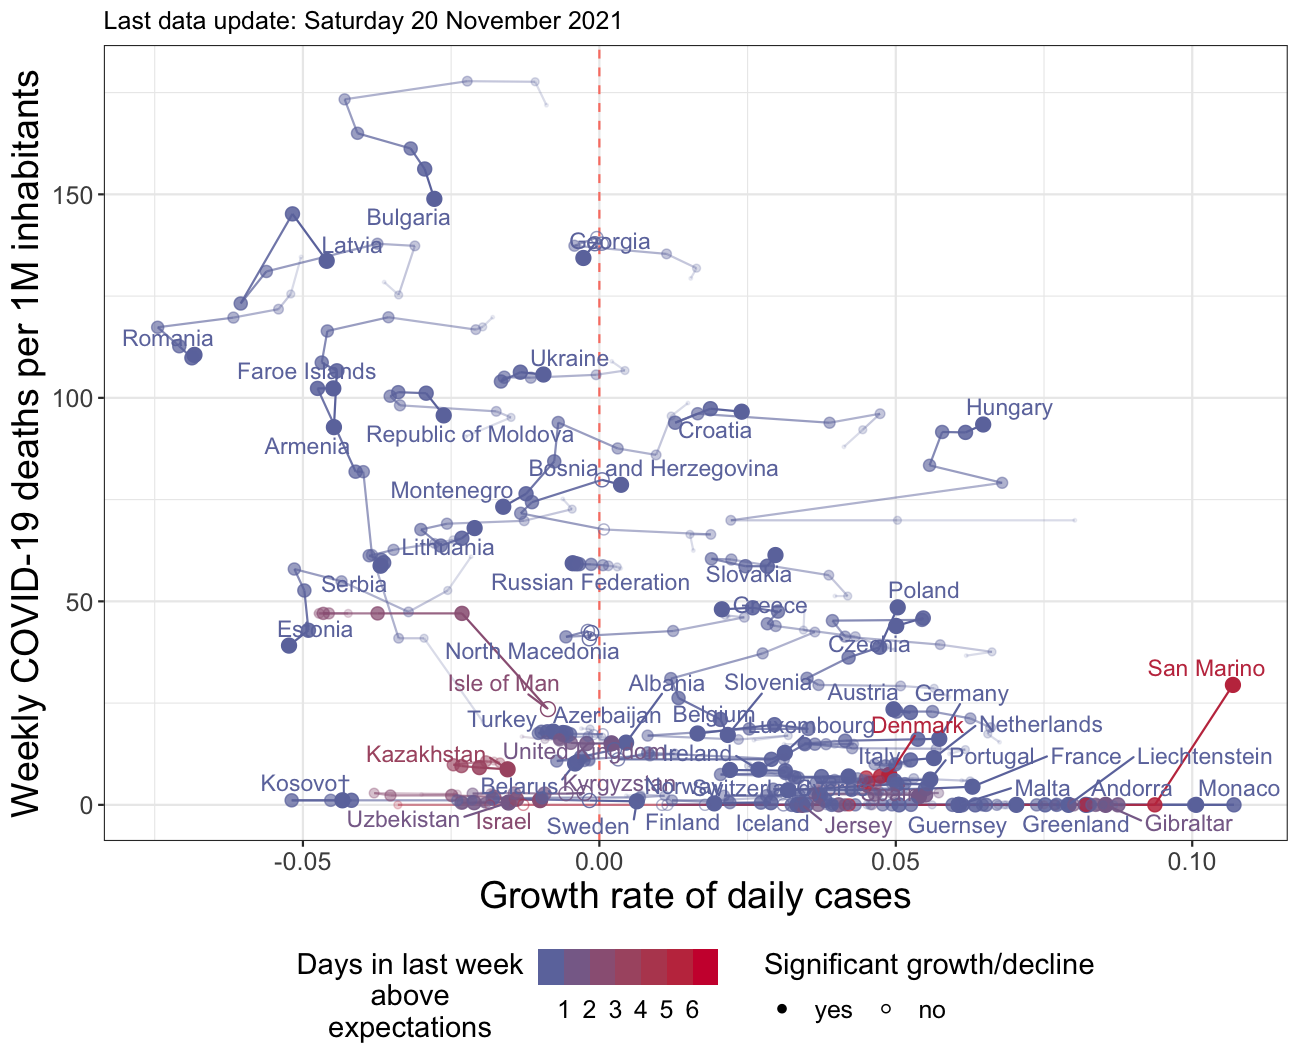 Last data update: Saturday 20 November 2021
Weekly COVID-19 deaths per 1M inhabitants
150
100
50
0
Bulgaria
Latvia
Georgia
Romania
Ukraine
Faroe Islands
Hungary
Republic of Moldova
Croatia
Armenia
Bosnia and Herzegovina
Montenegro
Lithuania
Slovakia
Serbia
Russian Federation
Poland
Greece
Estonia
Czechia
North Macedonia
San Marino
Isle of Man
Albania
Slovenia
Austria
Germany
Turkey
Azerbaijan
Belgium
Luxembourg
Denmark
Netherlands
Kazakhstan
United Kingdom
Ireland
Italy
Portugal
France
Liechtenstein
Kosovo†
Belarus
Kyrgyzstan
Norway
Switzerland
Malta
Andorra
Monaco
Uzbekistan
Israel
Sweden
Finland
Iceland
Jersey
Guernsey
Greenland
Gibraltar
-0.05
0.00
0.05
0.10
Growth rate of daily cases
Days in last week
above
expectations
1 2 3 4 5 6
Significant growth/decline
yes
no